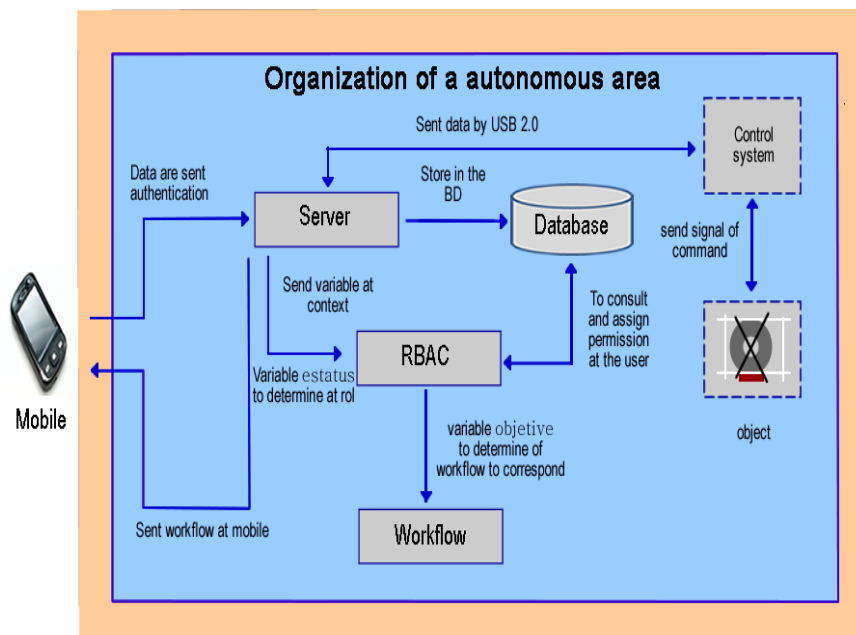 Organization of a autonomous area
Sent data by USB 2.0
Control
system
Data are sent
authentication
Store in the
BD
Server
Database
send signal of
command
Send variable at
context
To consult
and assign
permission
at the user
RBAC
Variable estatus
to determine at rol
Mobile
variable objetive
to determine of
workflow to correspond
object
Sent workflow at mobile
Workflow